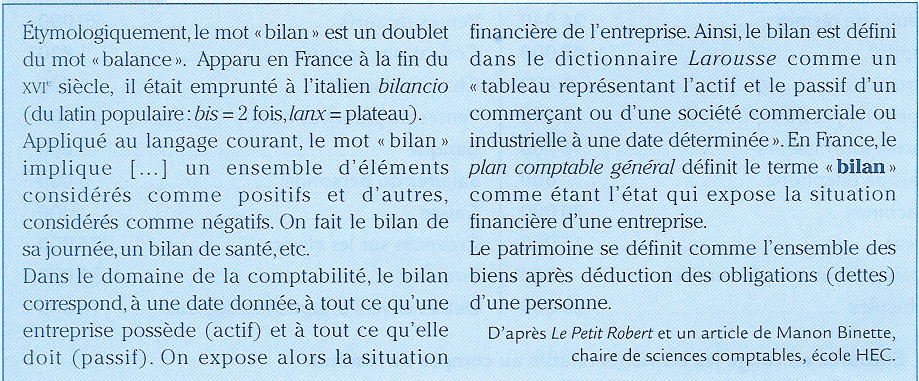 Étymologiquement, le mot « bilan » est un doublet
du mot « balance ». Apparu en France à la fin du
XVIe siècle, il était emprunté à l'italien bilancio
(du latin populaire : bis = 2 fois, lanx = plateau).
Appliqué au langage courant, le mot « bilan »
implique [...] un ensemble d'éléments
considérés comme positifs et d'autres,
considérés comme négatifs. On fait le bilan de
sa journée, un bilan de santé, etc.
Dans le domaine de la comptabilité, le bilan
correspond, à une date donnée, à tout ce qu'une
entreprise possède (actif) et à tout ce qu'elle
doit (passif). On expose alors la situation
financière de l'entreprise. Ainsi, le bilan est défini
dans le dictionnaire Larousse comme un
« tableau représentant l'actif et le passif d'un
commerçant ou d'une société commerciale ou
industrielle à une date déterminée ». En France, le
plan comptable général définit le terme « bilan »
comme étant l'état qui expose la situation
financière d'une entreprise.
Le patrimoine se définit comme l'ensemble des
biens après déduction des obligations (dettes)
d'une personne.
D'après Le Petit Robert et un article de Manon Binette,
chaire de sciences comptables, école HEC.